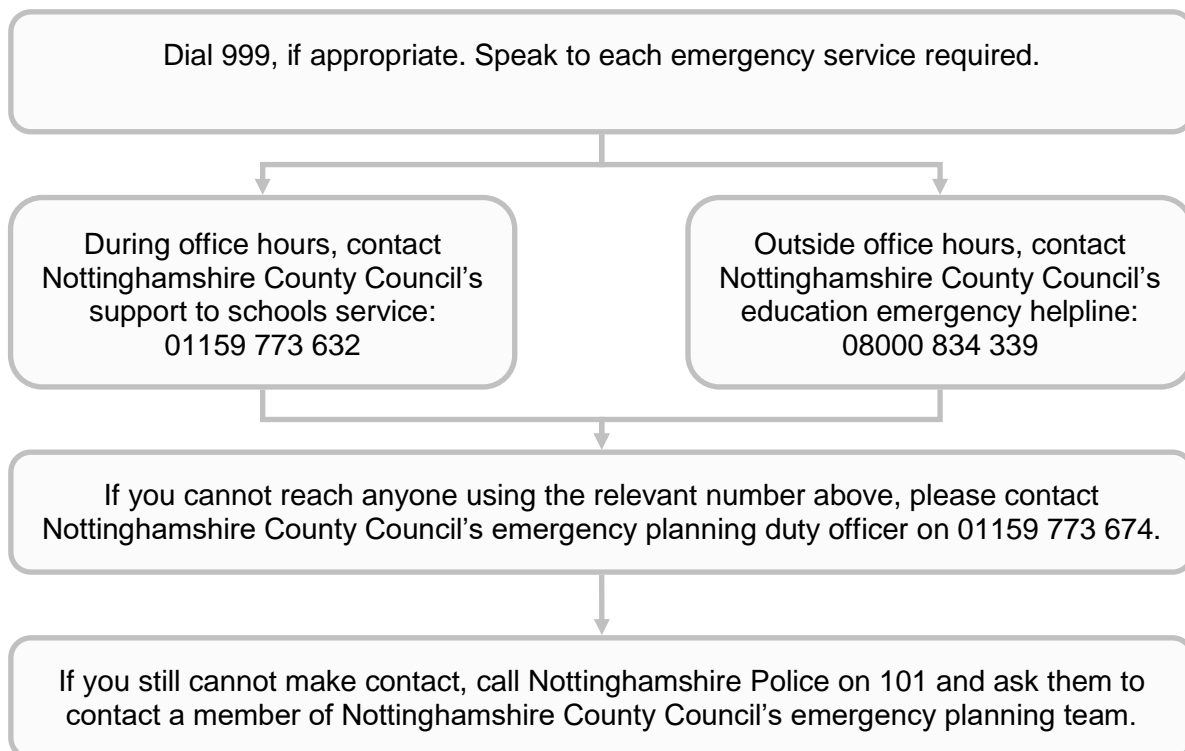 Dial 999, if appropriate. Speak to each emergency service required.
During office hours, contact
Nottinghamshire County Council’s
support to schools service:
01159 773 632
Outside office hours, contact
Nottinghamshire County Council’s
education emergency helpline:
08000 834 339
If you cannot reach anyone using the relevant number above, please contact
Nottinghamshire County Council’s emergency planning duty officer on 01159 773 674.
If you still cannot make contact, call Nottinghamshire Police on 101 and ask them to
contact a member of Nottinghamshire County Council’s emergency planning team.